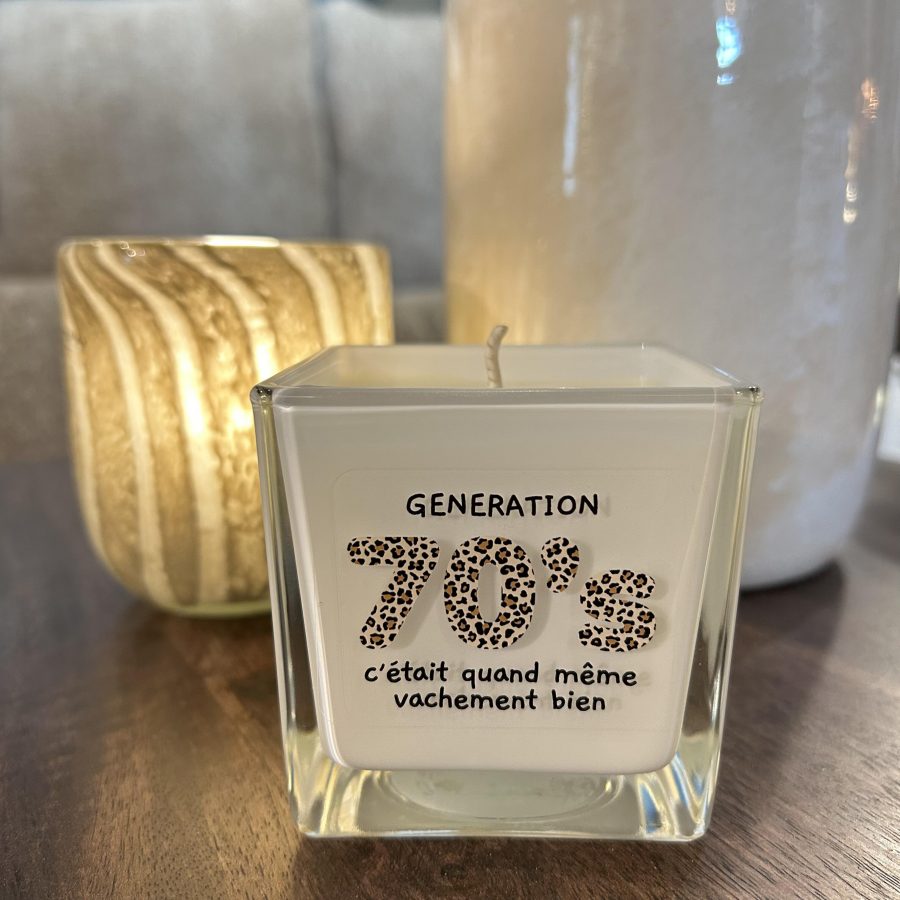 GENERATION
70's
c'était quand même
vachement bien